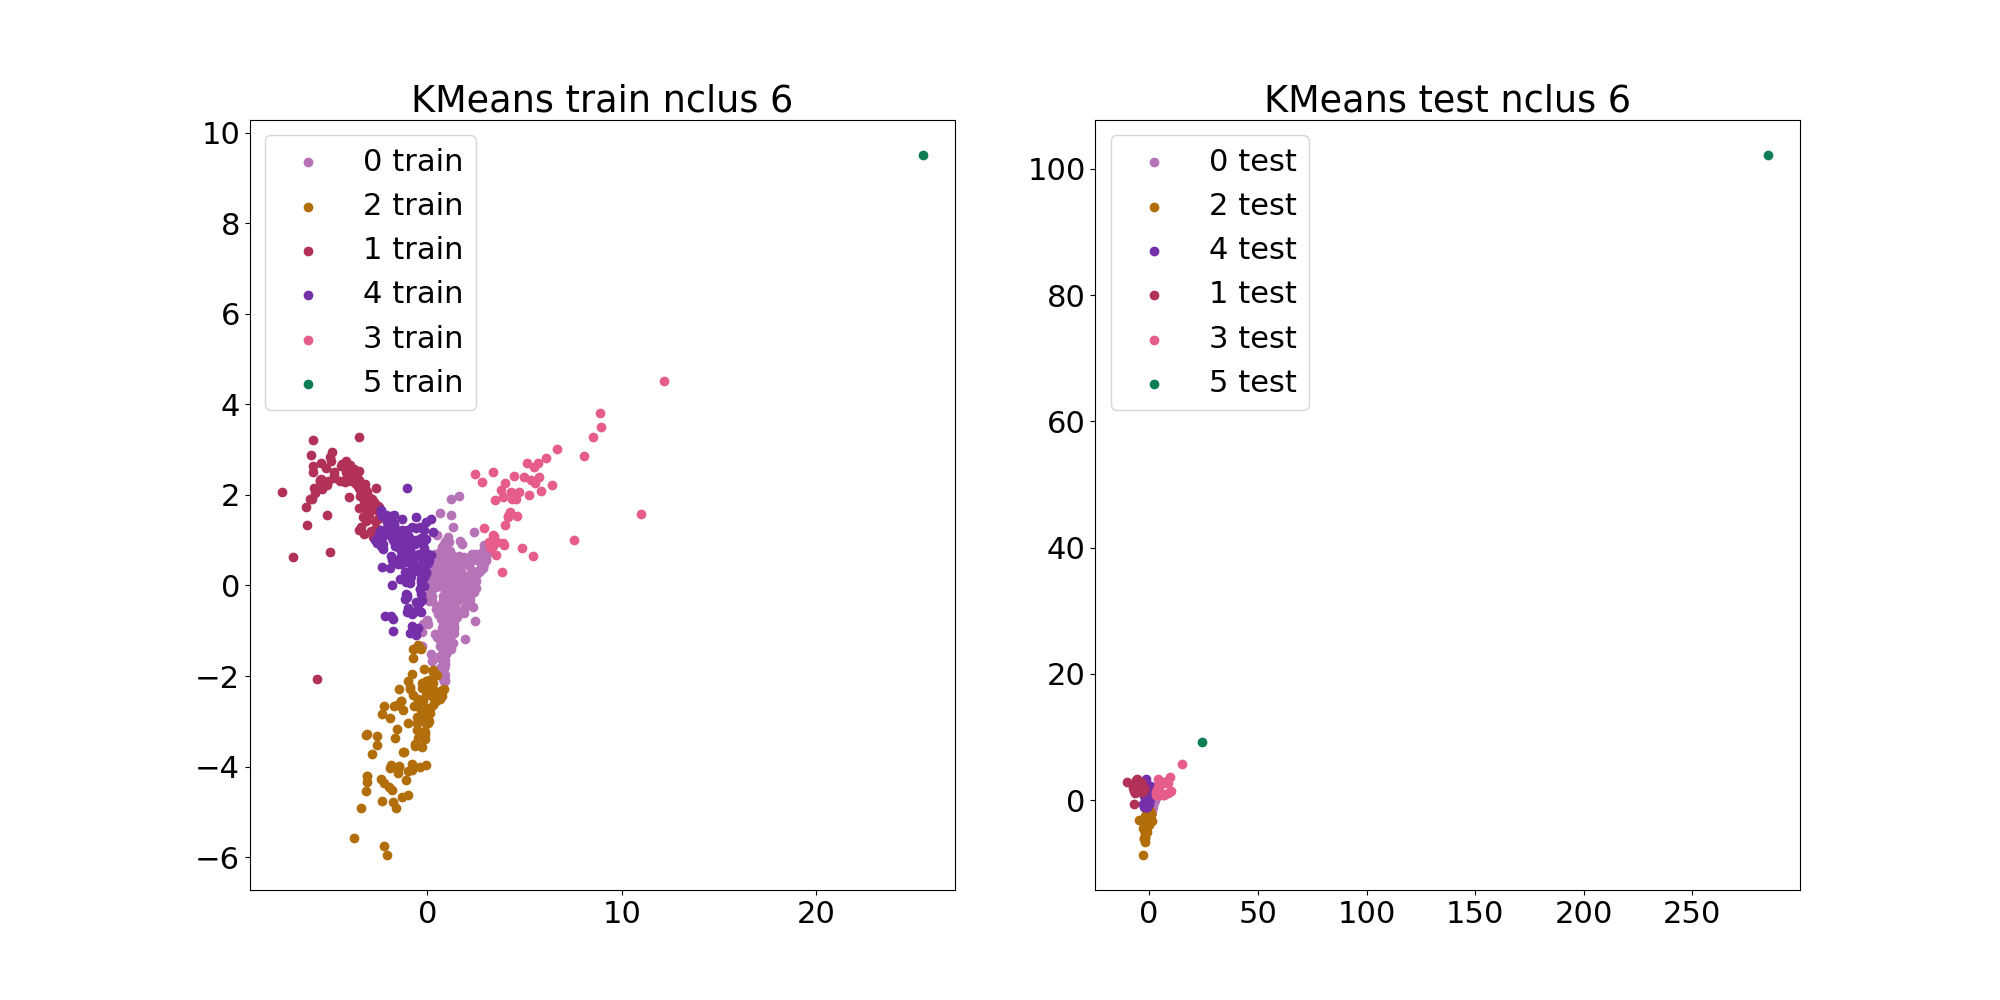 KMeans train nclus 6
10
8
6
4
2
0
−2
−4
−6
0 train
2 train
1 train
4 train
3 train
5 train
0 10 20
KMeans test nclus 6
100
80
60
40
20
0
0 test
2 test
4 test
1 test
3 test
5 test
0 50 100 150 200 250